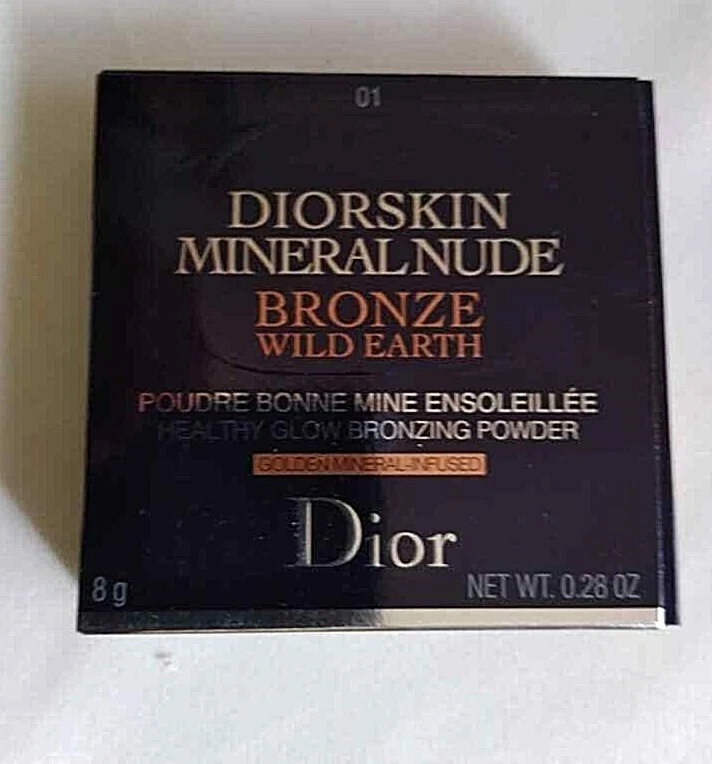 01
DIORSKIN
MINERAL NUDE
BRONZE
WILD EARTH
POUDRE BONNE MINE ENSOLEILLÉE
HEALTHY GLOW BRONZING POWDER
GOLDEN MINERAL-INFUSED
Dior
8 g NET WT. 0.28 OZ